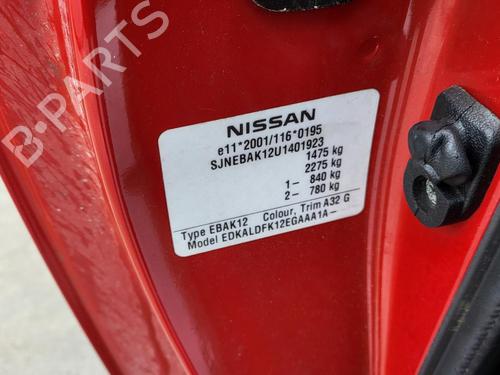 NISSAN
e11*2001/116*0195
SJNEBAK12U1401923
1475 kg
2275 kg
1- 840 kg
2- 780 kg
Type EBAK12 Colour, Trim A32 G
Model EDKALDFK12EGAAA1A-
B-PARTS